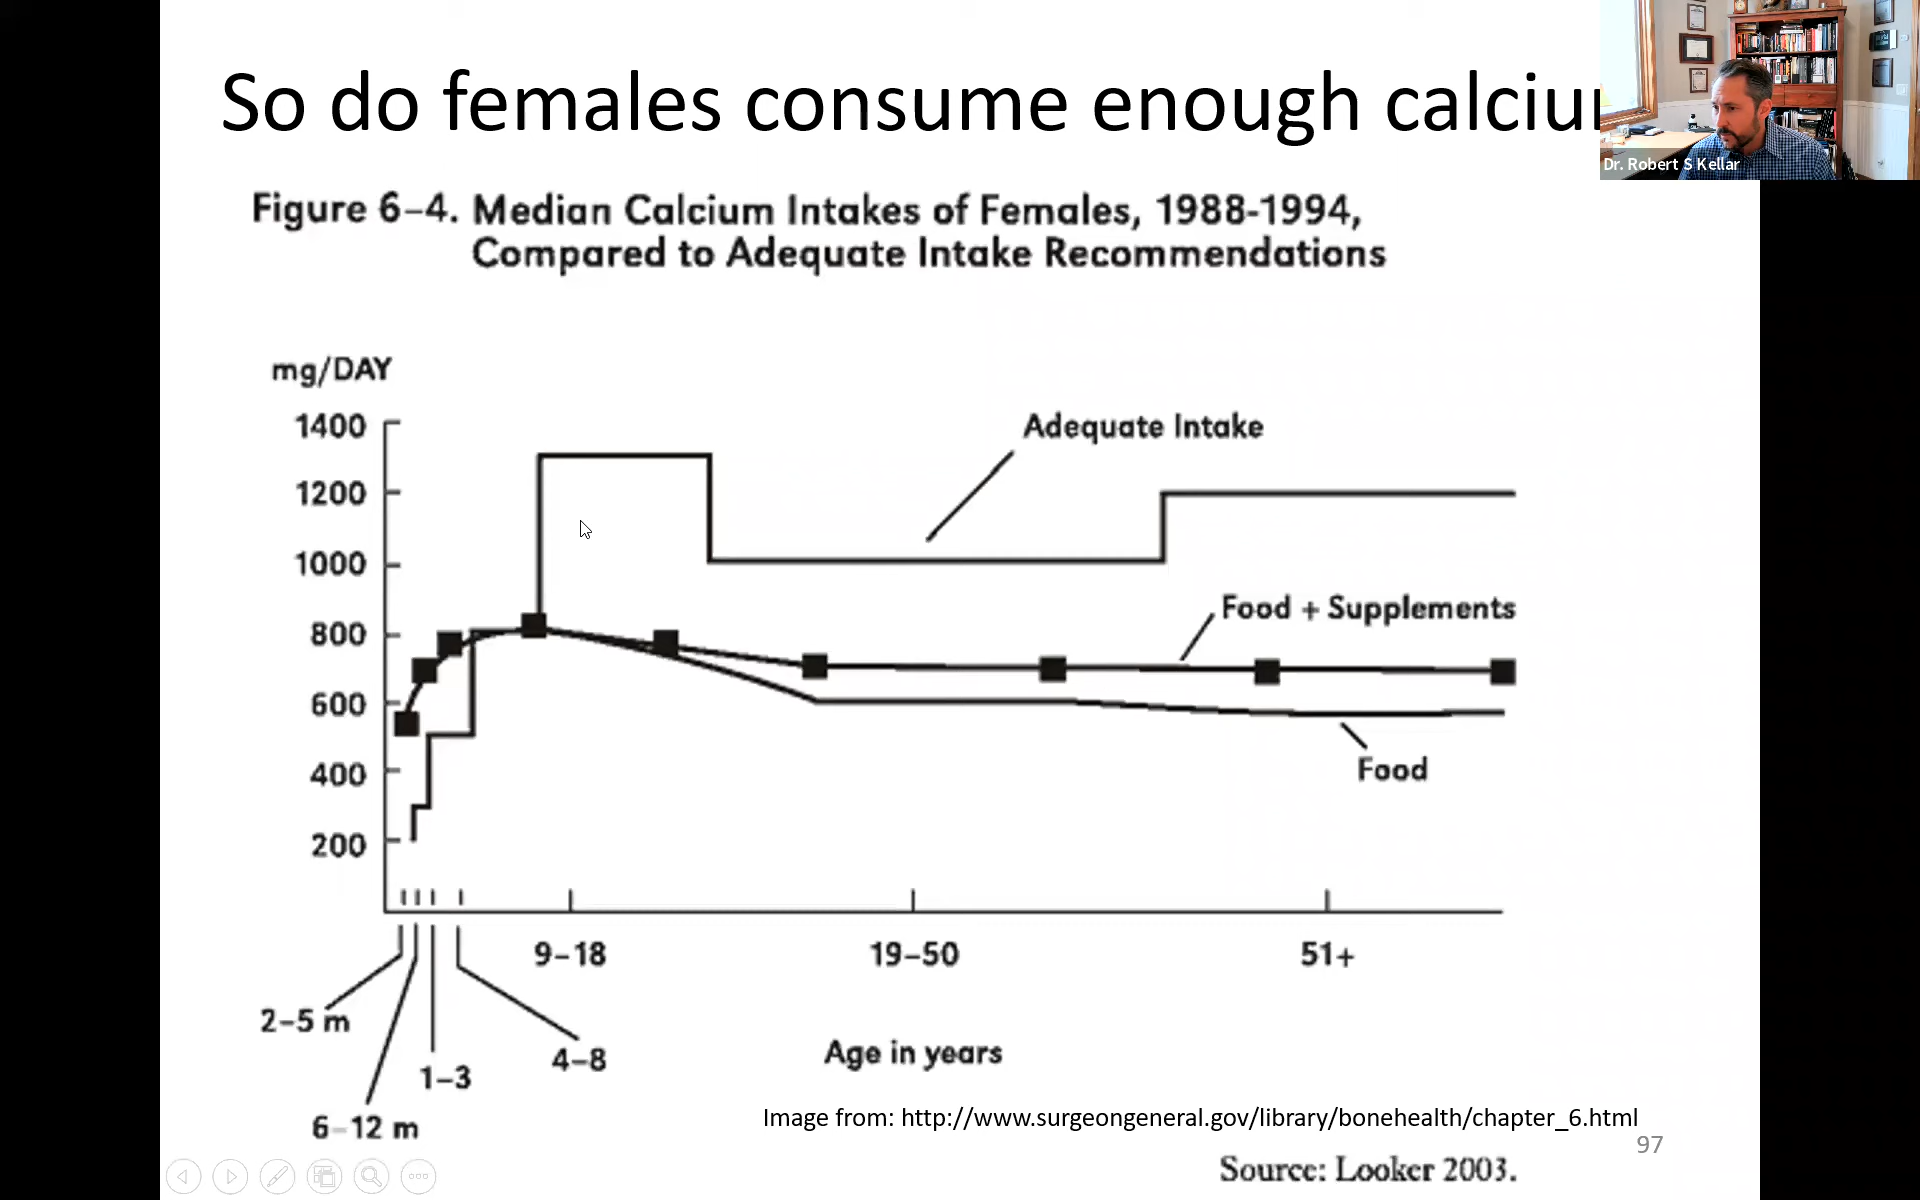 So do females consume enough calciu
Dr. Robert S Kellar
Figure 6-4. Median Calcium Intakes of Females, 1988-1994,
Compared to Adequate Intake Recommendations
mg/DAY
1400
1200
1000
800
600
400
200
Adequate Intake
Food + Supplements
Food
9-18
19-50
51+
2-5 m
6-12 m
1-3
4-8
Age in years
Image from: http://www.surgeongeneral.gov/library/bonehealth/chapter_6.html
97
Source: Looker 2003.